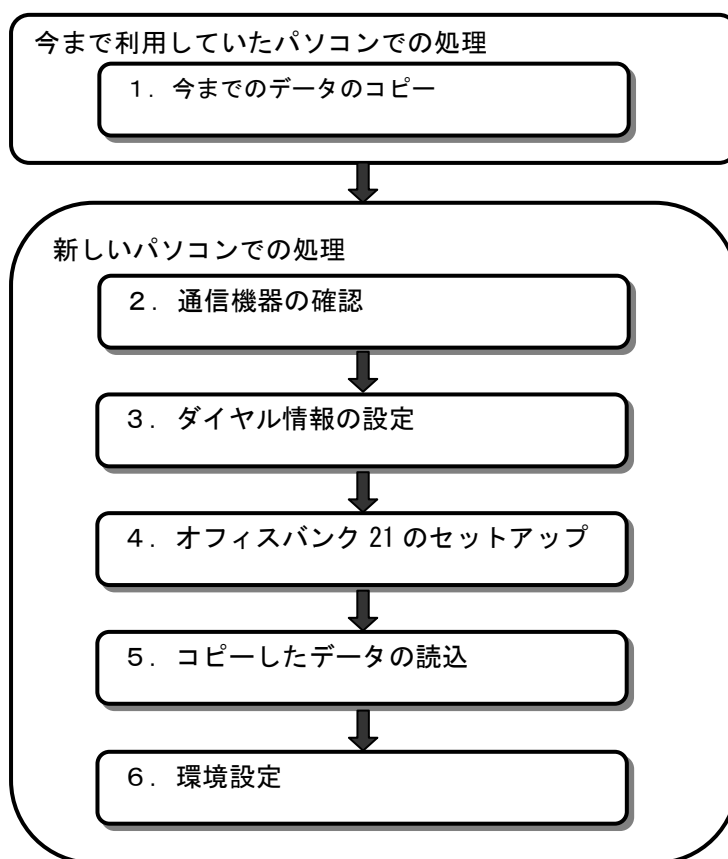 今まで利用していたパソコンでの処理
１．今までのデータのコピー
新しいパソコンでの処理
２．通信機器の確認
３．ダイヤル情報の設定
４．オフィスバンク 21 のセットアップ
５．コピーしたデータの読込
６．環境設定